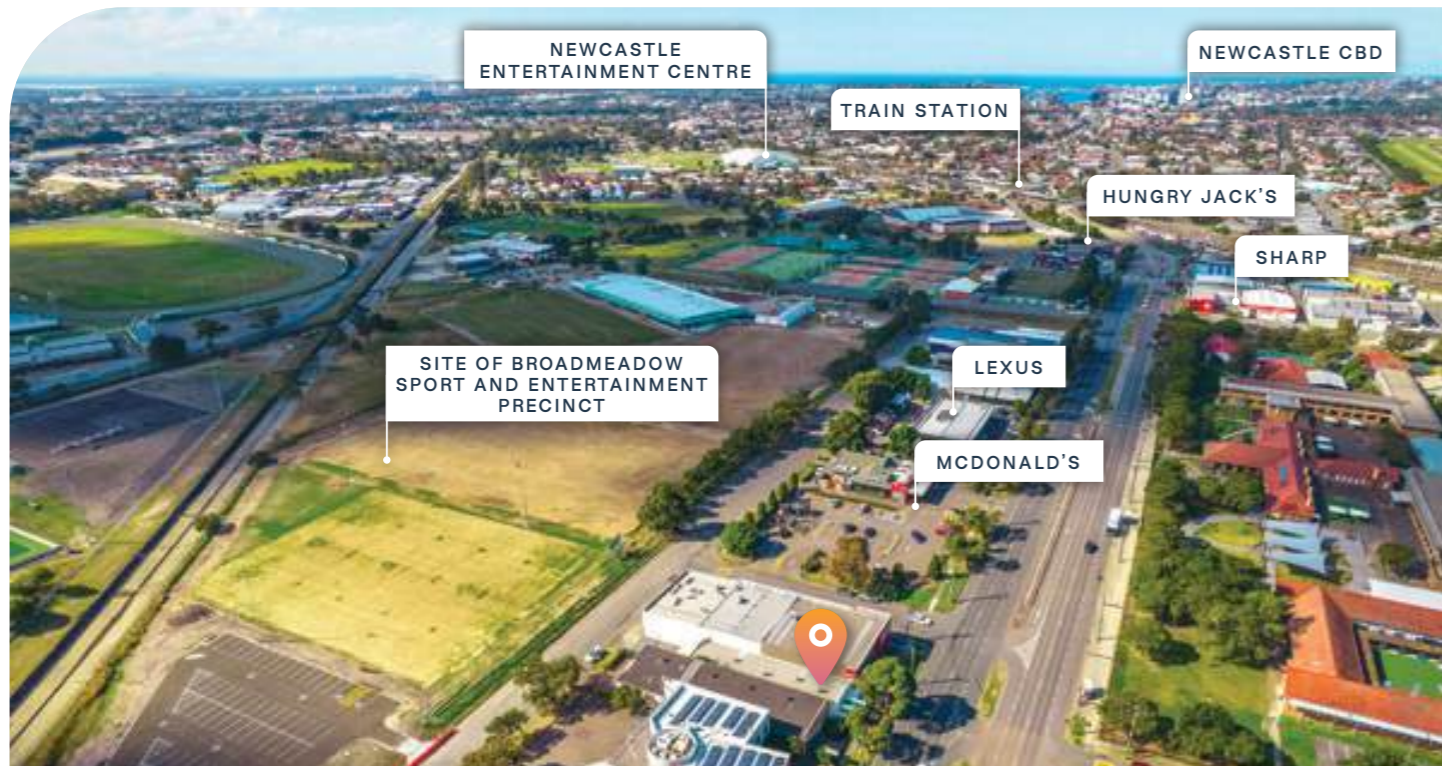 NEWCASTLE
ENTERTAINMENT CENTRE
NEWCASTLE CBD
TRAIN STATION
HUNGRY JACK'S
SHARP
SITE OF BROADMEADOW
SPORT AND ENTERTAINMENT
PRECINCT
LEXUS
MCDONALD'S